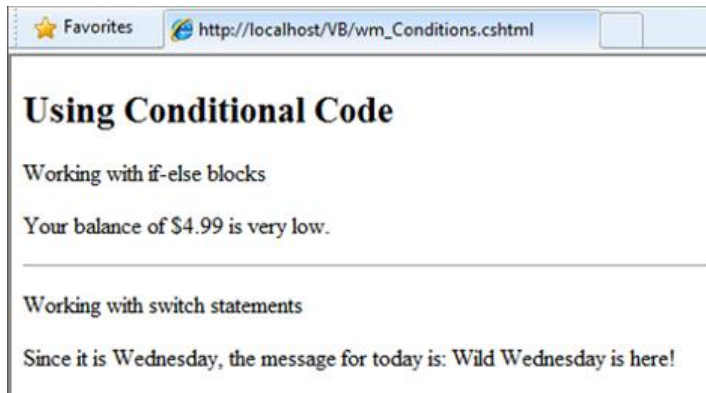 Favorites
http://localhost/VB/wm_Conditions.cshtml
Using Conditional Code
Working with if-else blocks
Your balance of $4.99 is very low.
Working with switch statements
Since it is Wednesday, the message for today is: Wild Wednesday is here!